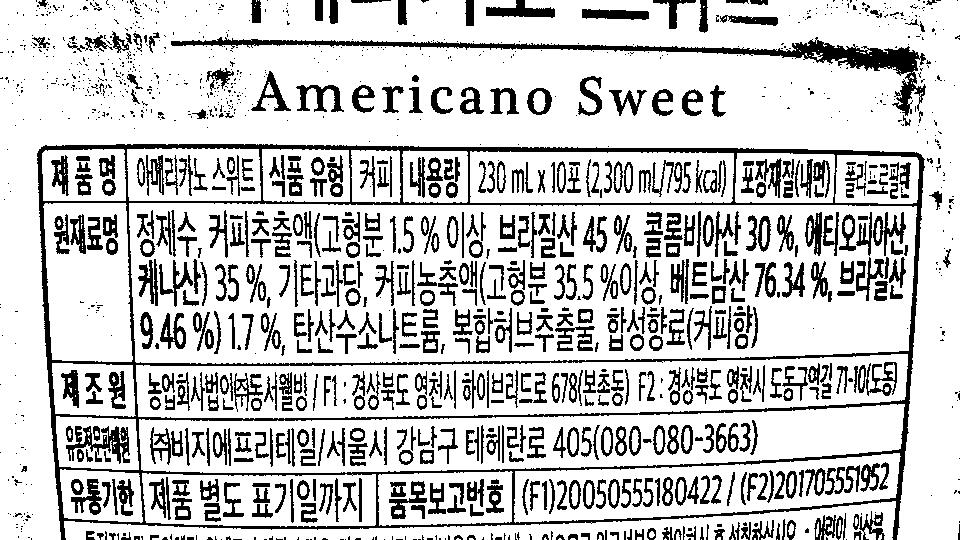 American Sweet
제품명 아메리카노 스위트 식품유형 커피 내용량 230 mL x 10포 (2,300 mL/795 kcal) 포장재질(내면) 폴리프로필렌
원재료명 정제수, 커피추출액(고형분 1.5 % 이상, 브라질산 45 %, 콜롬비아산 30 %, 에티오피아산,
케냐산) 35 %, 기타과당, 커피농축액(고형분 35.5 %이상, 베트남산 76.34 %, 브라질산
9.46 %) 1.7 %, 탄산수소나트륨, 복합허브추출물, 합성향료(커피향)
제조원 농업회사법인㈜동서웰빙 / F1 : 경상북도 영천시 하이브리드로 678(본촌동) F2 : 경상북도 영천시 도동구역길 71-10(도동)
유통전문판매원 ㈜비지에프리테일/서울시 강남구 테헤란로 405(080-080-3663)
유통기한 제품 별도 표기일까지 품목보고번호 (F1)20050555180422 / (F2)201705551952